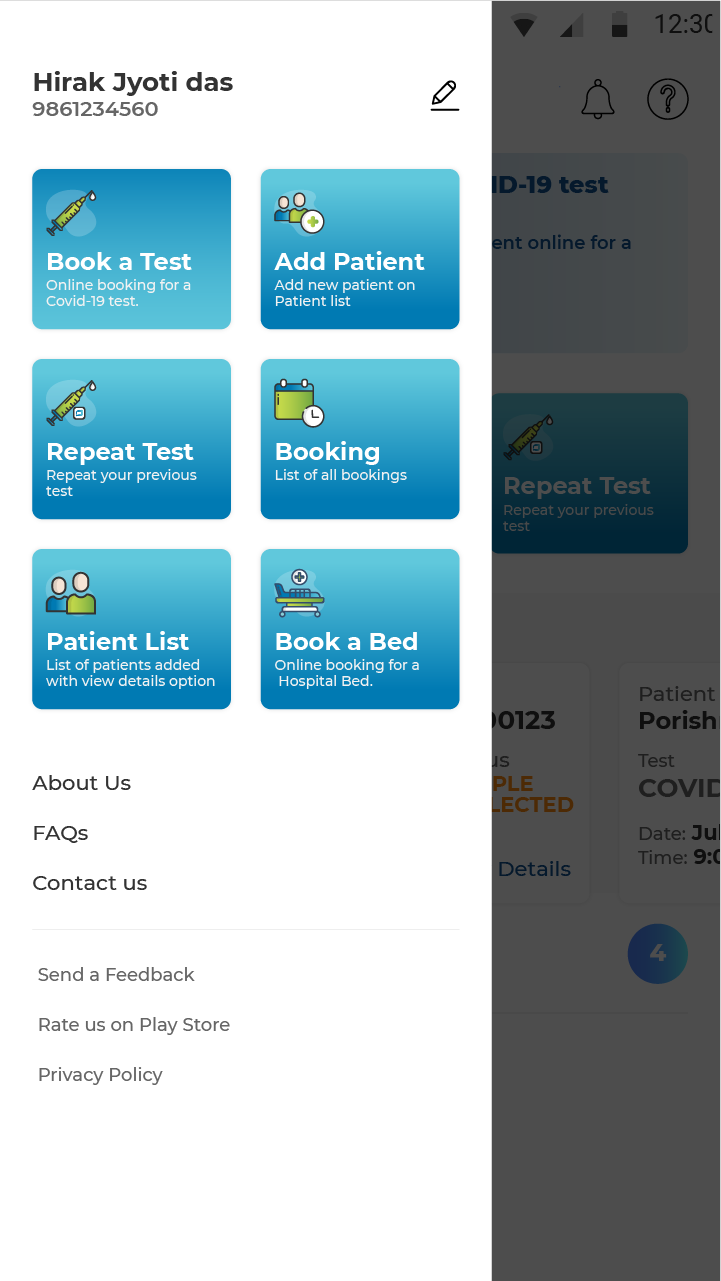 12:30
Hirak Jyoti das
9861234560
Book a Test
Online booking for a
Covid-19 test.
Add Patient
Add new patient on
Patient list
Repeat Test
Repeat your previous
test
Booking
List of all bookings
Patient List
List of patients added
with view details option
Book a Bed
Online booking for a
Hospital Bed.
About Us
FAQs
Contact us
Send a Feedback
Rate us on Play Store
Privacy Policy
ID-19 test
ent online for a
Repeat Test
Repeat your previous
test
00123
us
PLE
LECTED
Details
Patient
Porish
Test
COVID
Date: Jul
Time: 9:0
4